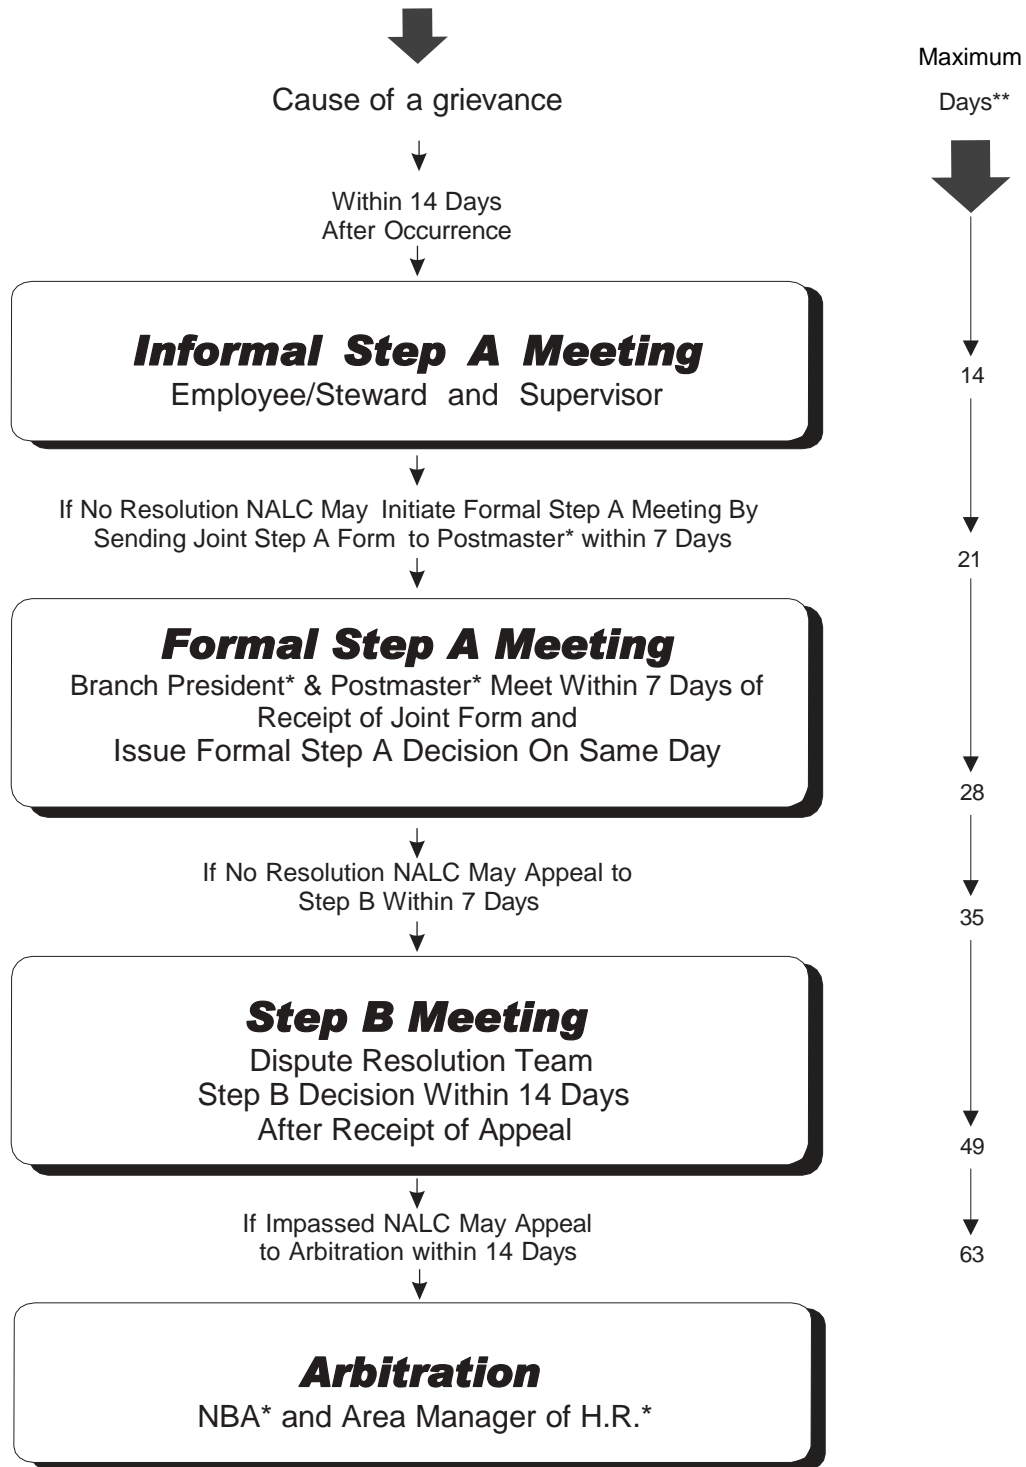 Maximum
Days**
Cause of a grievance
Within 14 Days
After Occurrence
Informal Step A Meeting
Employee/Steward and Supervisor
14
If No Resolution NALC May Initiate Formal Step A Meeting By
Sending Joint Step A Form to Postmaster* within 7 Days
21
Formal Step A Meeting
Branch President* & Postmaster* Meet Within 7 Days of
Receipt of Joint Form and
Issue Formal Step A Decision On Same Day
28
If No Resolution NALC May Appeal to
Step B Within 7 Days
35
Step B Meeting
Dispute Resolution Team
Step B Decision Within 14 Days
After Receipt of Appeal
49
If Impassed NALC May Appeal
to Arbitration within 14 Days
63
Arbitration
NBA* and Area Manager of H.R.*